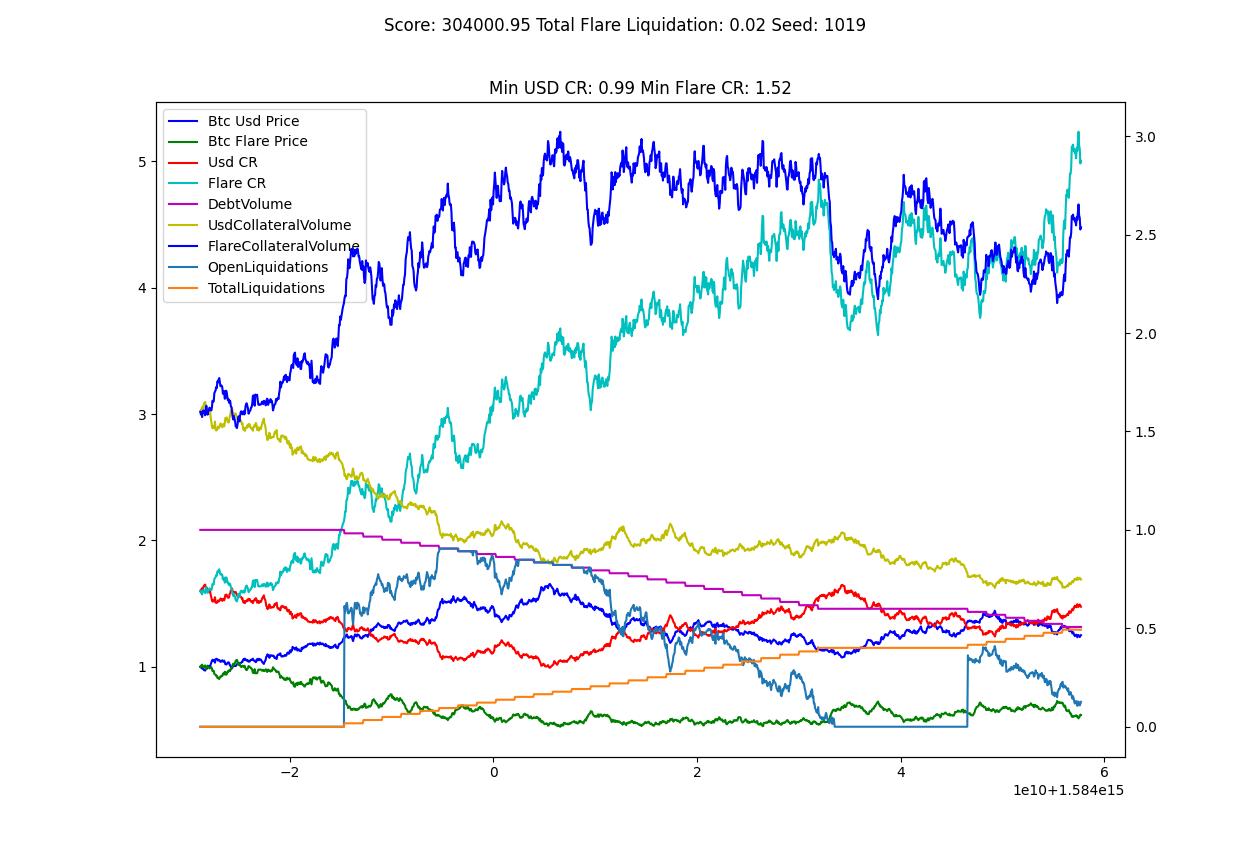 Score: 304000.95 Total Flare Liquidation: 0.02 Seed: 1019
Min USD CR: 0.99 Min Flare CR: 1.52
Btc Usd Price
Btc Flare Price
Usd CR
Flare CR
DebtVolume
UsdCollateralVolume
FlareCollateralVolume
OpenLiquidations
TotalLiquidations
5
4
3
2
1
3.0
2.5
2.0
1.5
1.0
0.5
0.0
−2 0 2 4 6
1e10+1.584e15